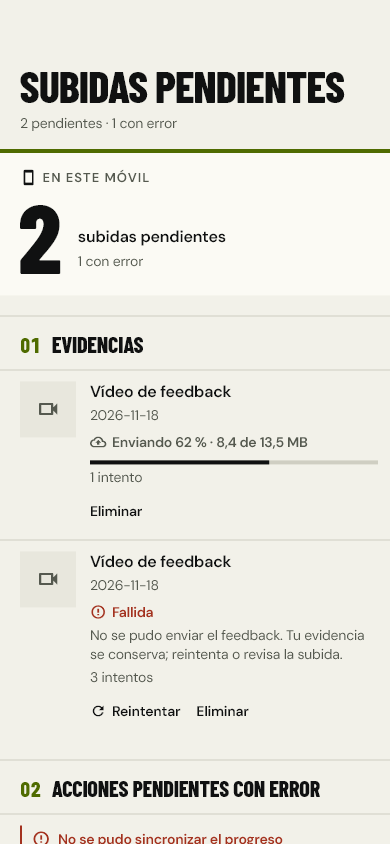 SUBIDAS PENDIENTES
2 pendientes · 1 con error
EN ESTE MÓVIL
2 subidas pendientes
1 con error
01 EVIDENCIAS
Vídeo de feedback
2026-11-18
Enviando 62 % · 8,4 de 13,5 MB
1 intento
Eliminar
Vídeo de feedback
2026-11-18
Fallida
No se pudo enviar el feedback. Tu evidencia
se conserva; reintenta o revisa la subida.
3 intentos
Reintentar Eliminar
02 ACCIONES PENDIENTES CON ERROR
No se pudo sincronizar el progreso